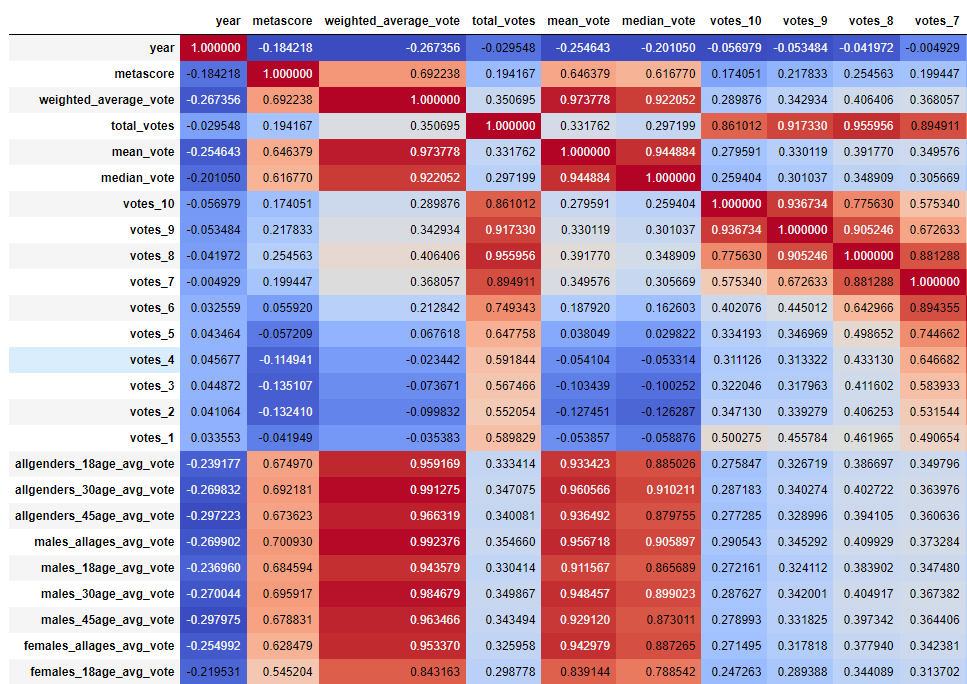 year metascore weighted_average_vote total_votes mean_vote median_vote votes_10 votes_9 votes_8 votes_7
year 1.000000 -0.184218 -0.267356 -0.029548 -0.254643 -0.201050 -0.056979 -0.053484 -0.041972 -0.004929
metascore -0.184218 1.000000 0.692238 0.194167 0.646379 0.616770 0.174051 0.217833 0.254563 0.199447
weighted_average_vote -0.267356 0.692238 1.000000 0.350695 0.973778 0.922052 0.289876 0.342934 0.406406 0.368057
total_votes -0.029548 0.194167 0.350695 1.000000 0.331762 0.297199 0.861012 0.917330 0.955956 0.894911
mean_vote -0.254643 0.646379 0.973778 0.331762 1.000000 0.944884 0.279591 0.330119 0.391770 0.349576
median_vote -0.201050 0.616770 0.922052 0.297199 0.944884 1.000000 0.259404 0.301037 0.348909 0.305669
votes_10 -0.056979 0.174051 0.289876 0.861012 0.279591 0.259404 1.000000 0.936734 0.775630 0.575340
votes_9 -0.053484 0.217833 0.342934 0.917330 0.330119 0.301037 0.936734 1.000000 0.905246 0.672633
votes_8 -0.041972 0.254563 0.406406 0.955956 0.391770 0.348909 0.775630 0.905246 1.000000 0.881288
votes_7 -0.004929 0.199447 0.368057 0.894911 0.349576 0.305669 0.575340 0.672633 0.881288 1.000000
votes_6 0.032559 0.055920 0.212842 0.749343 0.187920 0.162603 0.402076 0.445012 0.642966 0.894355
votes_5 0.043464 -0.057209 0.067618 0.647758 0.038049 0.029822 0.334193 0.346969 0.498652 0.744662
votes_4 0.045677 -0.114941 -0.023442 0.591844 -0.054104 -0.053314 0.311126 0.313322 0.433130 0.646682
votes_3 0.044872 -0.135107 -0.073671 0.567466 -0.103439 -0.100252 0.322046 0.317963 0.411602 0.583933
votes_2 0.041064 -0.132410 -0.099832 0.552054 -0.127451 -0.126287 0.347130 0.339279 0.406253 0.531544
votes_1 0.033553 -0.041949 -0.035383 0.589829 -0.053857 -0.058876 0.500275 0.455784 0.461965 0.490654
allgenders_18age_avg_vote -0.239177 0.674970 0.959169 0.333414 0.933423 0.885026 0.275847 0.326719 0.386697 0.349796
allgenders_30age_avg_vote -0.269832 0.692181 0.991275 0.347075 0.960566 0.910211 0.287183 0.340274 0.402722 0.363976
allgenders_45age_avg_vote -0.297223 0.673623 0.966319 0.340081 0.936492 0.879755 0.277285 0.328996 0.394105 0.360636
males_allages_avg_vote -0.269902 0.700930 0.992376 0.354660 0.956718 0.905897 0.290543 0.345292 0.409929 0.373284
males_18age_avg_vote -0.236960 0.684594 0.943579 0.330414 0.911567 0.865689 0.272161 0.324112 0.383902 0.347480
males_30age_avg_vote -0.270044 0.695917 0.984679 0.349867 0.948457 0.899023 0.287627 0.342001 0.404917 0.367382
males_45age_avg_vote -0.297975 0.678831 0.963466 0.343494 0.929120 0.873011 0.278993 0.331825 0.397342 0.364406
females_allages_avg_vote -0.254992 0.628479 0.953370 0.325958 0.942979 0.887265 0.271495 0.317818 0.377940 0.342381
females_18age_avg_vote -0.219531 0.545204 0.843163 0.298778 0.839144 0.788542 0.247263 0.289388 0.344089 0.313702